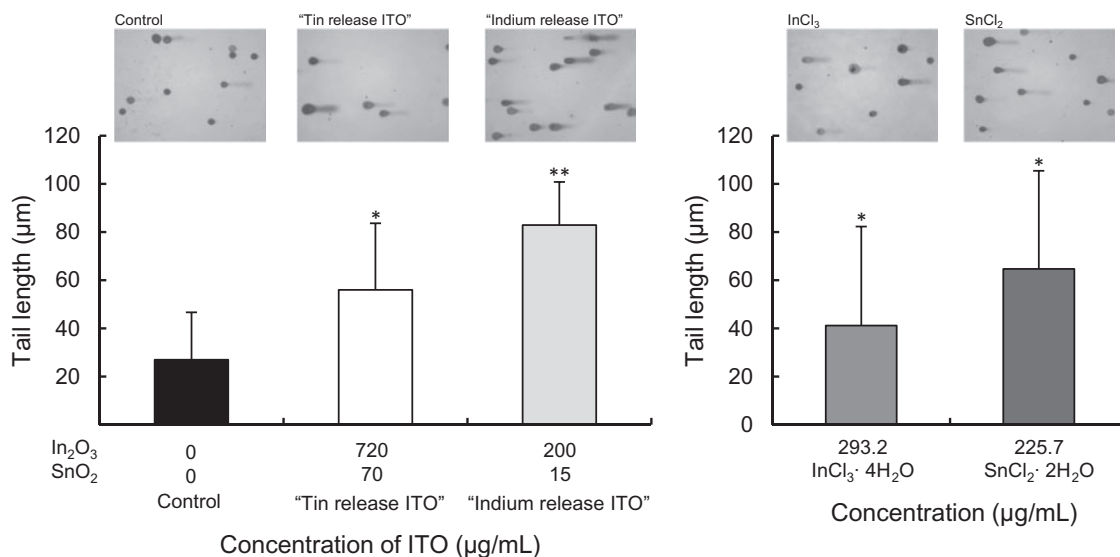 Control
"Tin release ITO"
"Indium release ITO"
Tail length (μm)
120
100
80
60
40
20
*
**
In₂O₃ 0 720 200
SnO₂ 0 70 15
Control "Tin release ITO" "Indium release ITO"
Concentration of ITO (μg/mL)
InCl₃
SnCl₂
Tail length (μm)
120
100
80
60
40
20
0
*
*
293.2 225.7
InCl₃· 4H₂O SnCl₂· 2H₂O
Concentration (μg/mL)